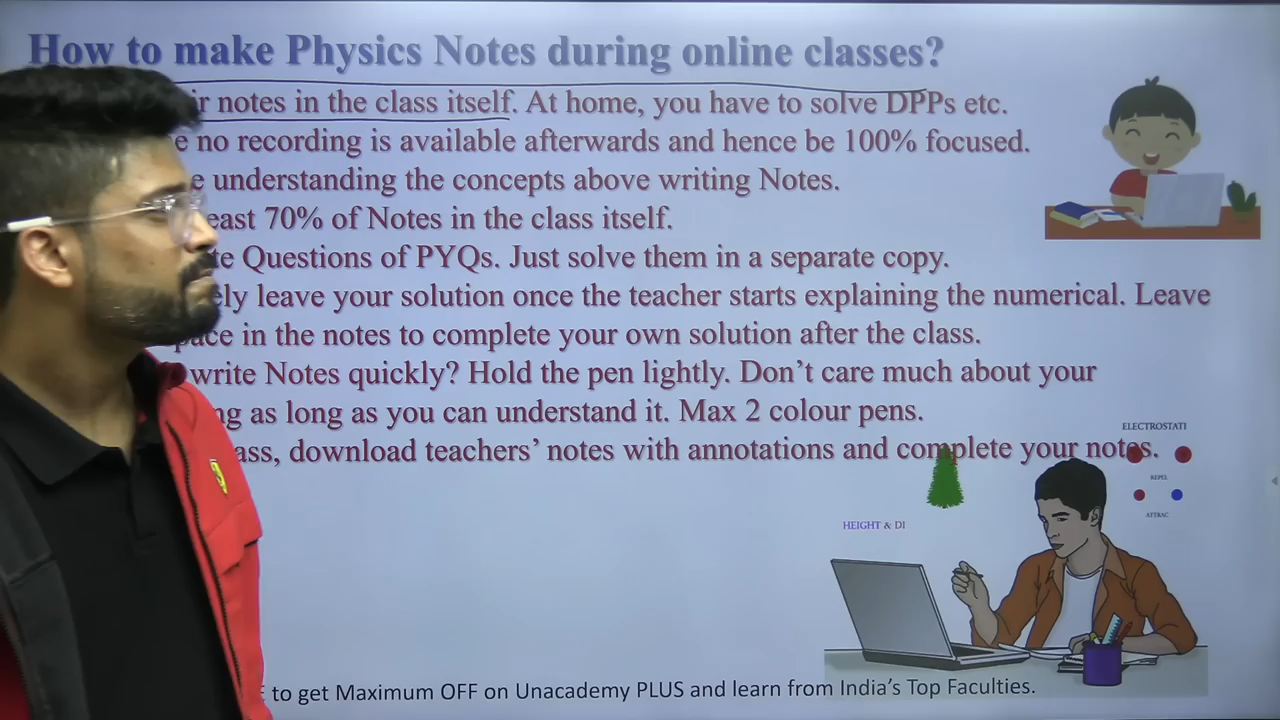 How to make Physics Notes during online classes?
notes in the class itself. At home, you have to solve DPPs etc.
no recording is available afterwards and hence be 100% focused.
understanding the concepts above writing Notes.
70% of Notes in the class itself.
Questions of PYQs. Just solve them in a separate copy.
leave your solution once the teacher starts explaining the numerical. Leave
in the notes to complete your own solution after the class.
write Notes quickly? Hold the pen lightly. Don't care much about your
as long as you can understand it. Max 2 colour pens.
download teachers' notes with annotations and complete your notes.
ELECTROSTATI
REPEL
ATTRAC
HEIGHT & DI
to get Maximum OFF on Unacademy PLUS and learn from India's Top Faculties.